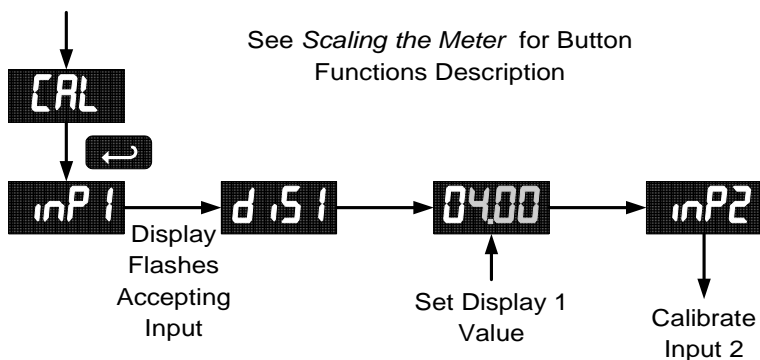 See Scaling the Meter for Button
Functions Description
CAL
inP1
diS1
04.00
inP2
Display
Flashes
Accepting
Input
Set Display 1
Value
Calibrate
Input 2